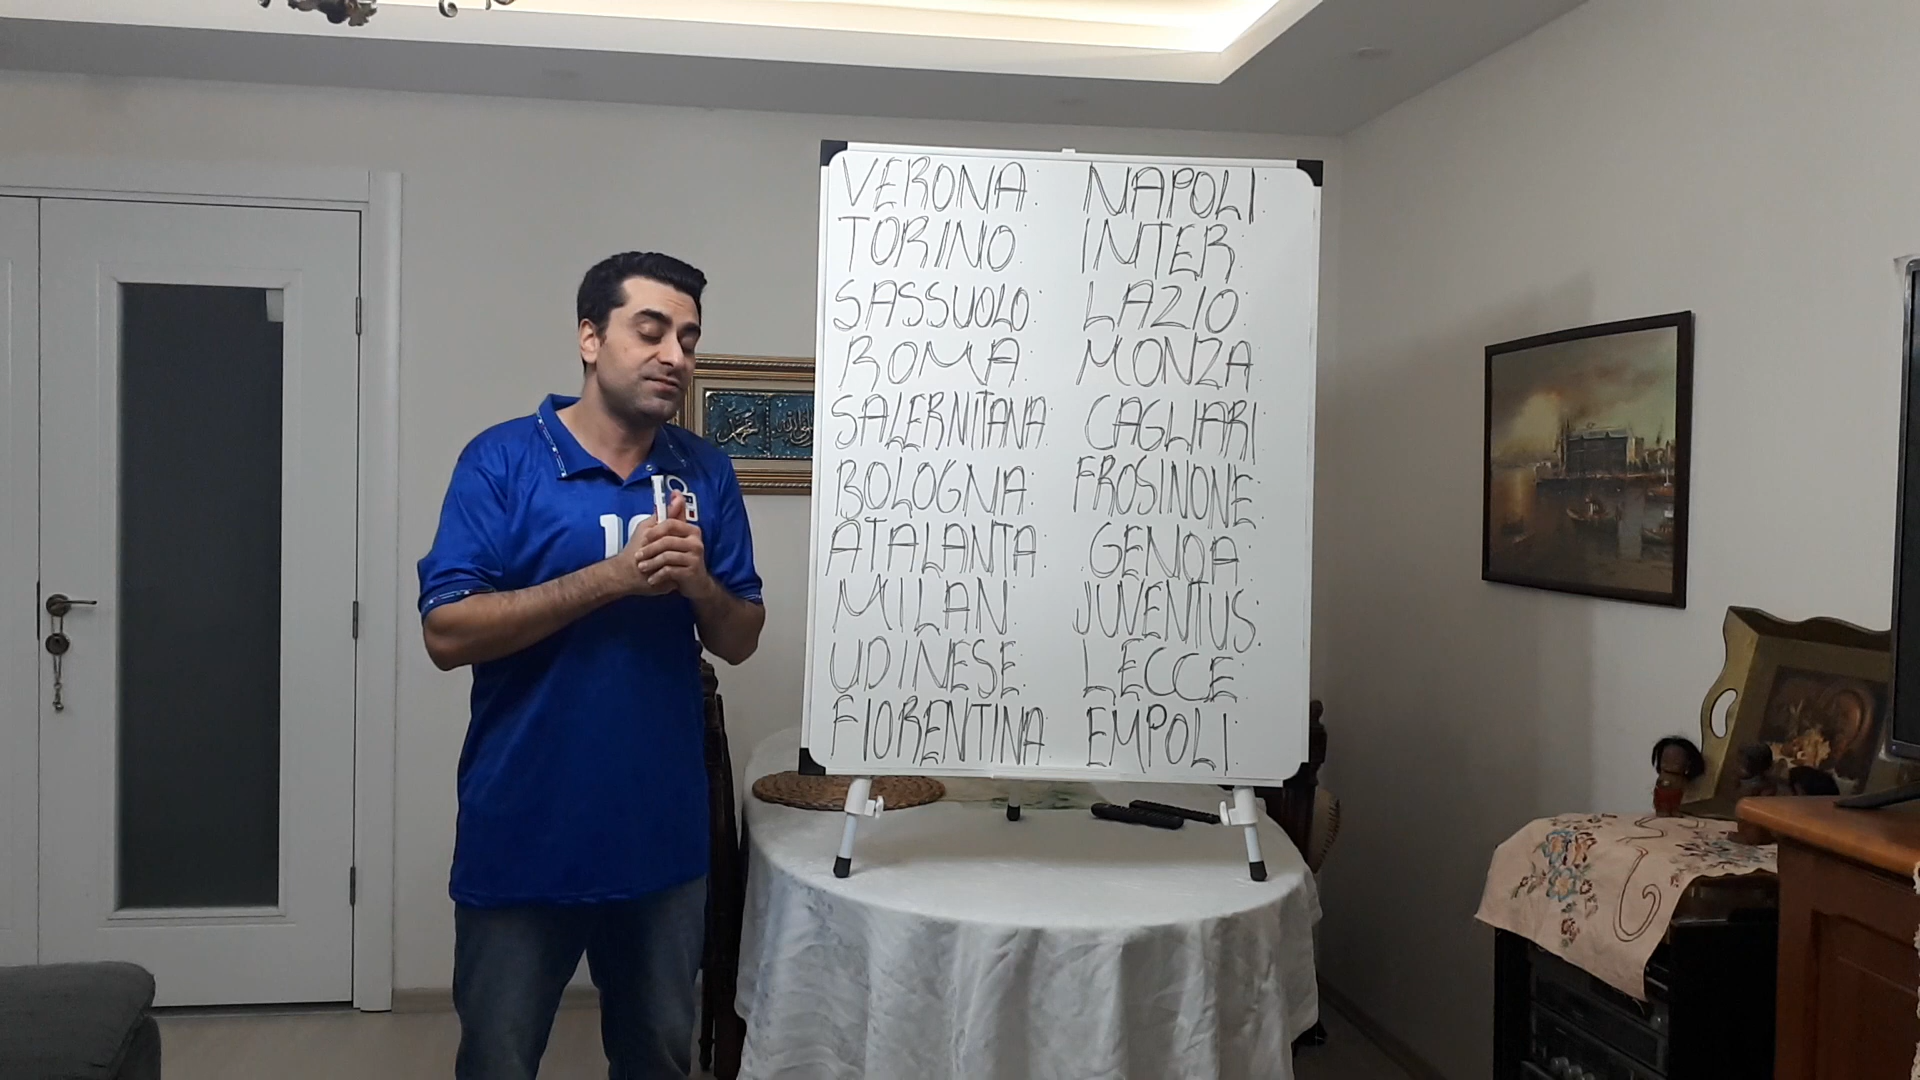 VERONA: NAPOLI:
TORINO: INTER:
SASSUOLO: LAZIO:
ROMA: MONZA:
SALERNITANA: CAGLIARI:
BOLOGNA: FROSINONE:
ATALANTA: GENOA:
MILAN: JUVENTUS:
UDINESE: LECCE:
FIORENTINA: EMPOLI: